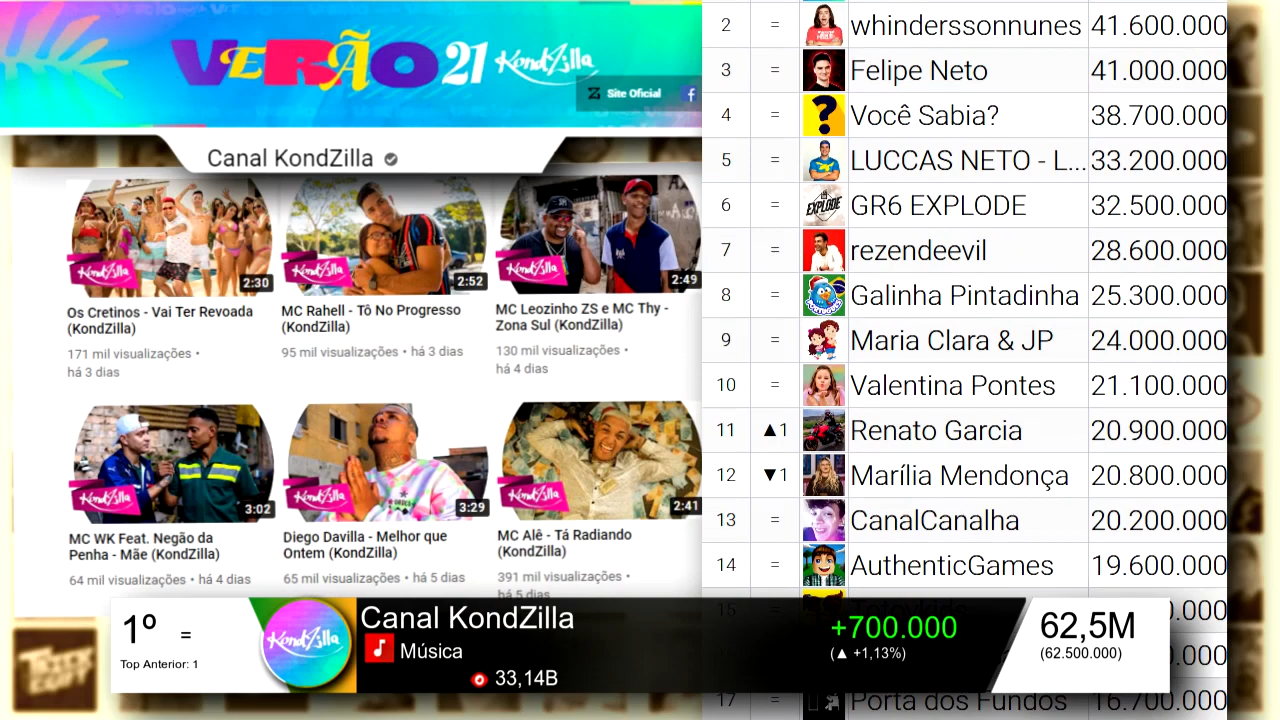 VERÃO 21 KondZilla
Site Oficial
Canal KondZilla
KondZilla
2:30
KondZilla
2:52
KondZilla
2:49
Os Cretinos - Vai Ter Revoada
(KondZilla)
171 mil visualizações •
há 3 dias
MC Rahell - Tô No Progresso
(KondZilla)
95 mil visualizações • há 3 dias
MC Leozinho ZS e MC Thy -
Zona Sul (KondZilla)
130 mil visualizações •
há 4 dias
KondZilla
3:02
KondZilla
3:29
KondZilla
2:41
MC WK Feat. Negão da
Penha - Mãe (KondZilla)
64 mil visualizações • há 4 dias
Diego Davilla - Melhor que
Ontem (KondZilla)
65 mil visualizações • há 5 dias
MC Alê - Tá Radiando
(KondZilla)
391 mil visualizações •
há 5 dias
2 = whinderssonnunes 41.600.000
3 = Felipe Neto 41.000.000
4 = Você Sabia? 38.700.000
5 = LUCCAS NETO - L... 33.200.000
6 = EXPLODE GR6 EXPLODE 32.500.000
7 = rezendeevil 28.600.000
8 = Galinha Pintadinha 25.300.000
9 = Maria Clara & JP 24.000.000
10 = Valentina Pontes 21.100.000
11 ▲1 Renato Garcia 20.900.000
12 ▼1 Marília Mendonça 20.800.000
13 = CanalCanalha 20.200.000
14 = AuthenticGames 19.600.000
15
17 Porta dos Fundos 16.700.000
1º =
Top Anterior: 1
KondZilla
Canal KondZilla
Música
33,14B
+700.000
(▲ +1,13%)
62,5M
(62.500.000)